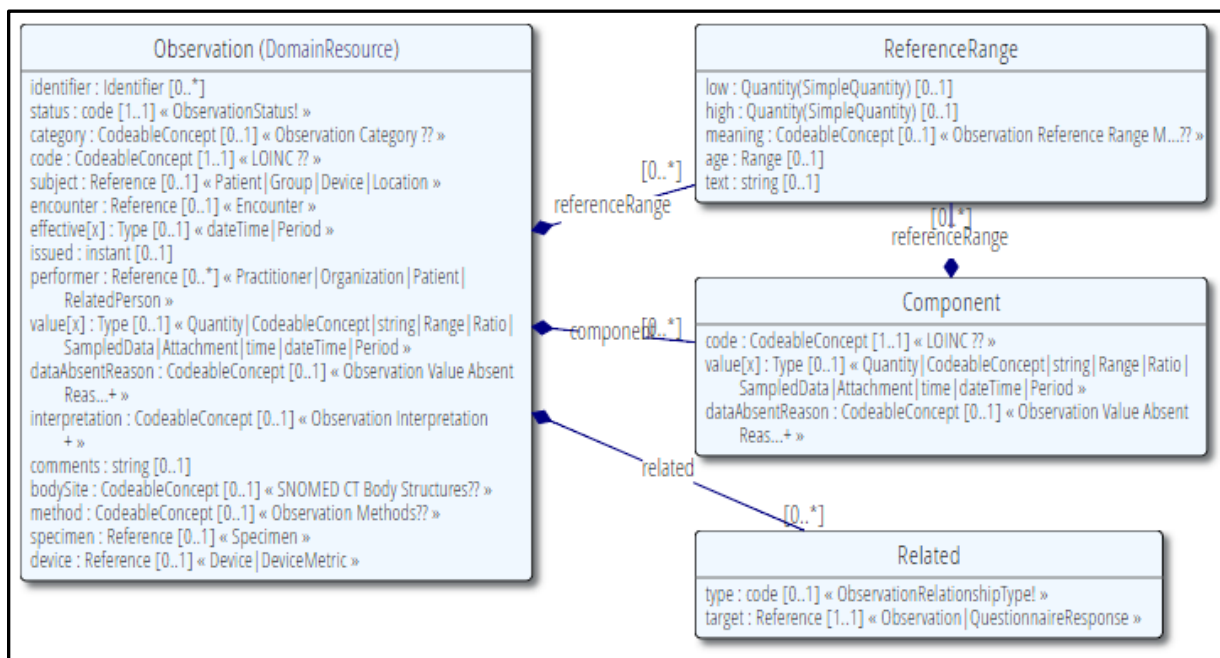 Observation (DomainResource)
identifier : Identifier [0..*]
status : code [1..1] « ObservationStatus! »
category : CodeableConcept [0..1] « Observation Category ?? »
code : CodeableConcept [1..1] « LOINC ?? »
subject : Reference [0..1] « Patient|Group|Device|Location »
encounter : Reference [0..1] « Encounter »
effective[x] : Type [0..1] « dateTime|Period »
issued : instant [0..1]
performer : Reference [0..*] « Practitioner|Organization|Patient|
RelatedPerson »
value[x] : Type [0..1] « Quantity|CodeableConcept|string|Range|Ratio|
SampledData|Attachment|time|dateTime|Period »
dataAbsentReason : CodeableConcept [0..1] « Observation Value Absent
Reas...+ »
interpretation : CodeableConcept [0..1] « Observation Interpretation
+ »
comments : string [0..1]
bodySite : CodeableConcept [0..1] « SNOMED CT Body Structures?? »
method : CodeableConcept [0..1] « Observation Methods?? »
specimen : Reference [0..1] « Specimen »
device : Reference [0..1] « Device|DeviceMetric »
[0..*]
referenceRange
ReferenceRange
low : Quantity(SimpleQuantity) [0..1]
high : Quantity(SimpleQuantity) [0..1]
meaning : CodeableConcept [0..1] « Observation Reference Range M...?? »
age : Range [0..1]
text : string [0..1]
[0..*]
referenceRange
component
[0..*]
Component
code : CodeableConcept [1..1] « LOINC ?? »
value[x] : Type [0..1] « Quantity|CodeableConcept|string|Range|Ratio|
SampledData|Attachment|time|dateTime|Period »
dataAbsentReason : CodeableConcept [0..1] « Observation Value Absent
Reas...+ »
related
[0..*]
Related
type : code [0..1] « ObservationRelationshipType! »
target : Reference [1..1] « Observation|QuestionnaireResponse »